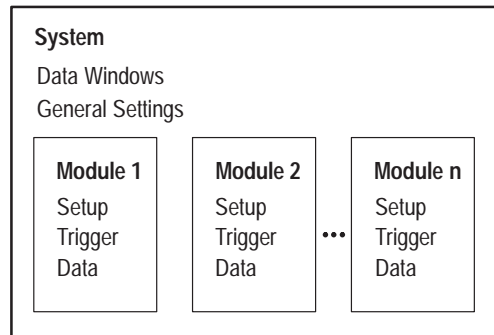 System
Data Windows
General Settings
Module 1
Setup
Trigger
Data
Module 2
Setup
Trigger
Data
...
Module n
Setup
Trigger
Data